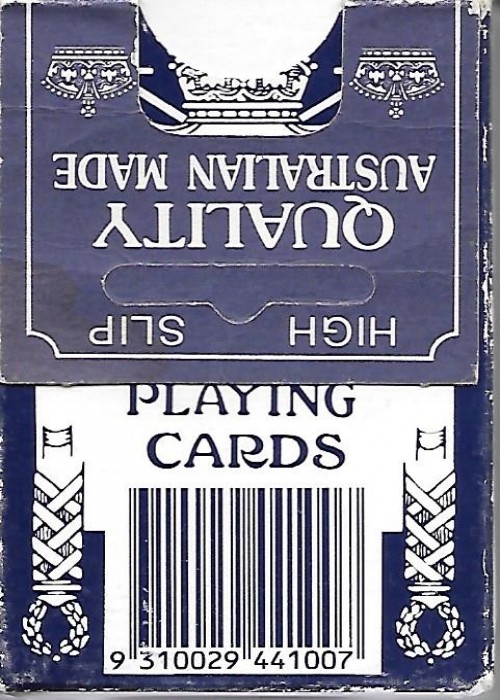 HIGH SLIP
QUALITY
AUSTRALIAN MADE
PLAYING
CARDS
9 310029 441007